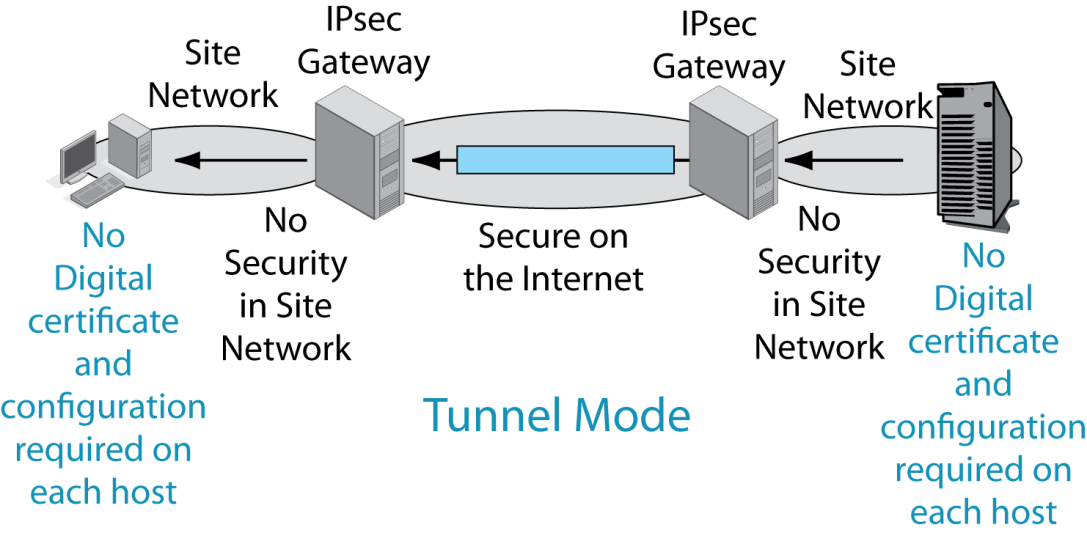 IPsec
Gateway
IPsec
Gateway
Site
Network
Site
Network
No
Security
in Site
Network
Secure on
the Internet
No
Security
in Site
Network
No
Digital
certificate
and
configuration
required on
each host
No
Digital
certificate
and
configuration
required on
each host
Tunnel Mode